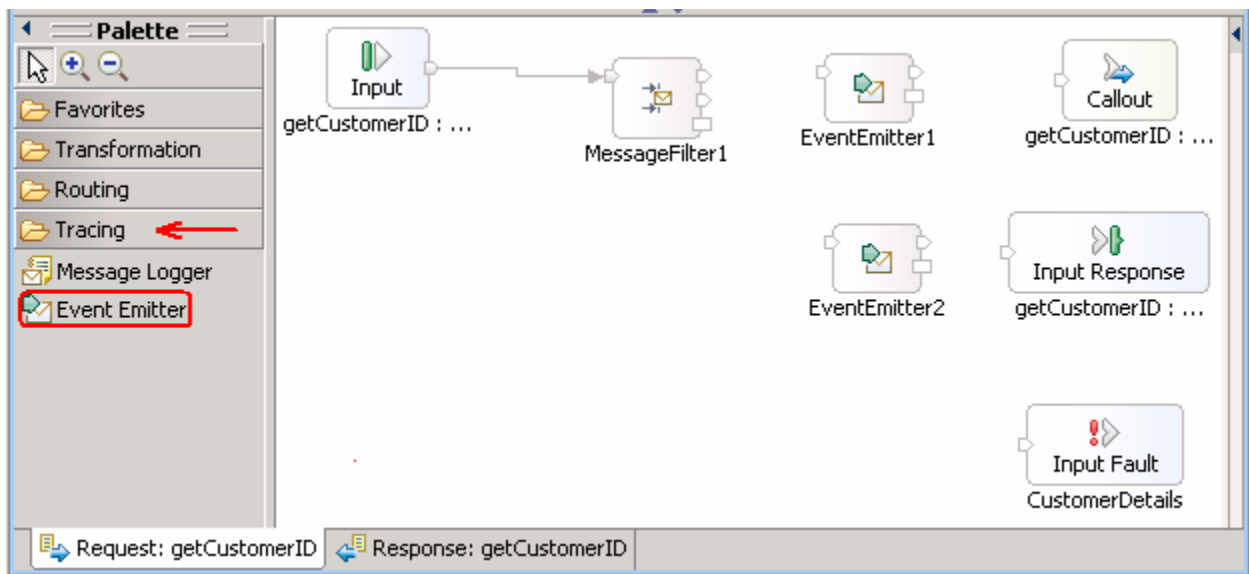 Palette
Favorites
Transformation
Routing
Tracing
Message Logger
Event Emitter
Input
getCustomerID : ...
MessageFilter1
EventEmitter1
Callout
getCustomerID : ...
EventEmitter2
Input Response
getCustomerID : ...
Input Fault
CustomerDetails
Request: getCustomerID
Response: getCustomerID